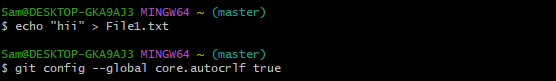 Sam@DESKTOP-GKA9AJ3 MINGW64 ~ (master)
$ echo "hii" > File1.txt
Sam@DESKTOP-GKA9AJ3 MINGW64 ~ (master)
$ git config --global core.autocrlf true